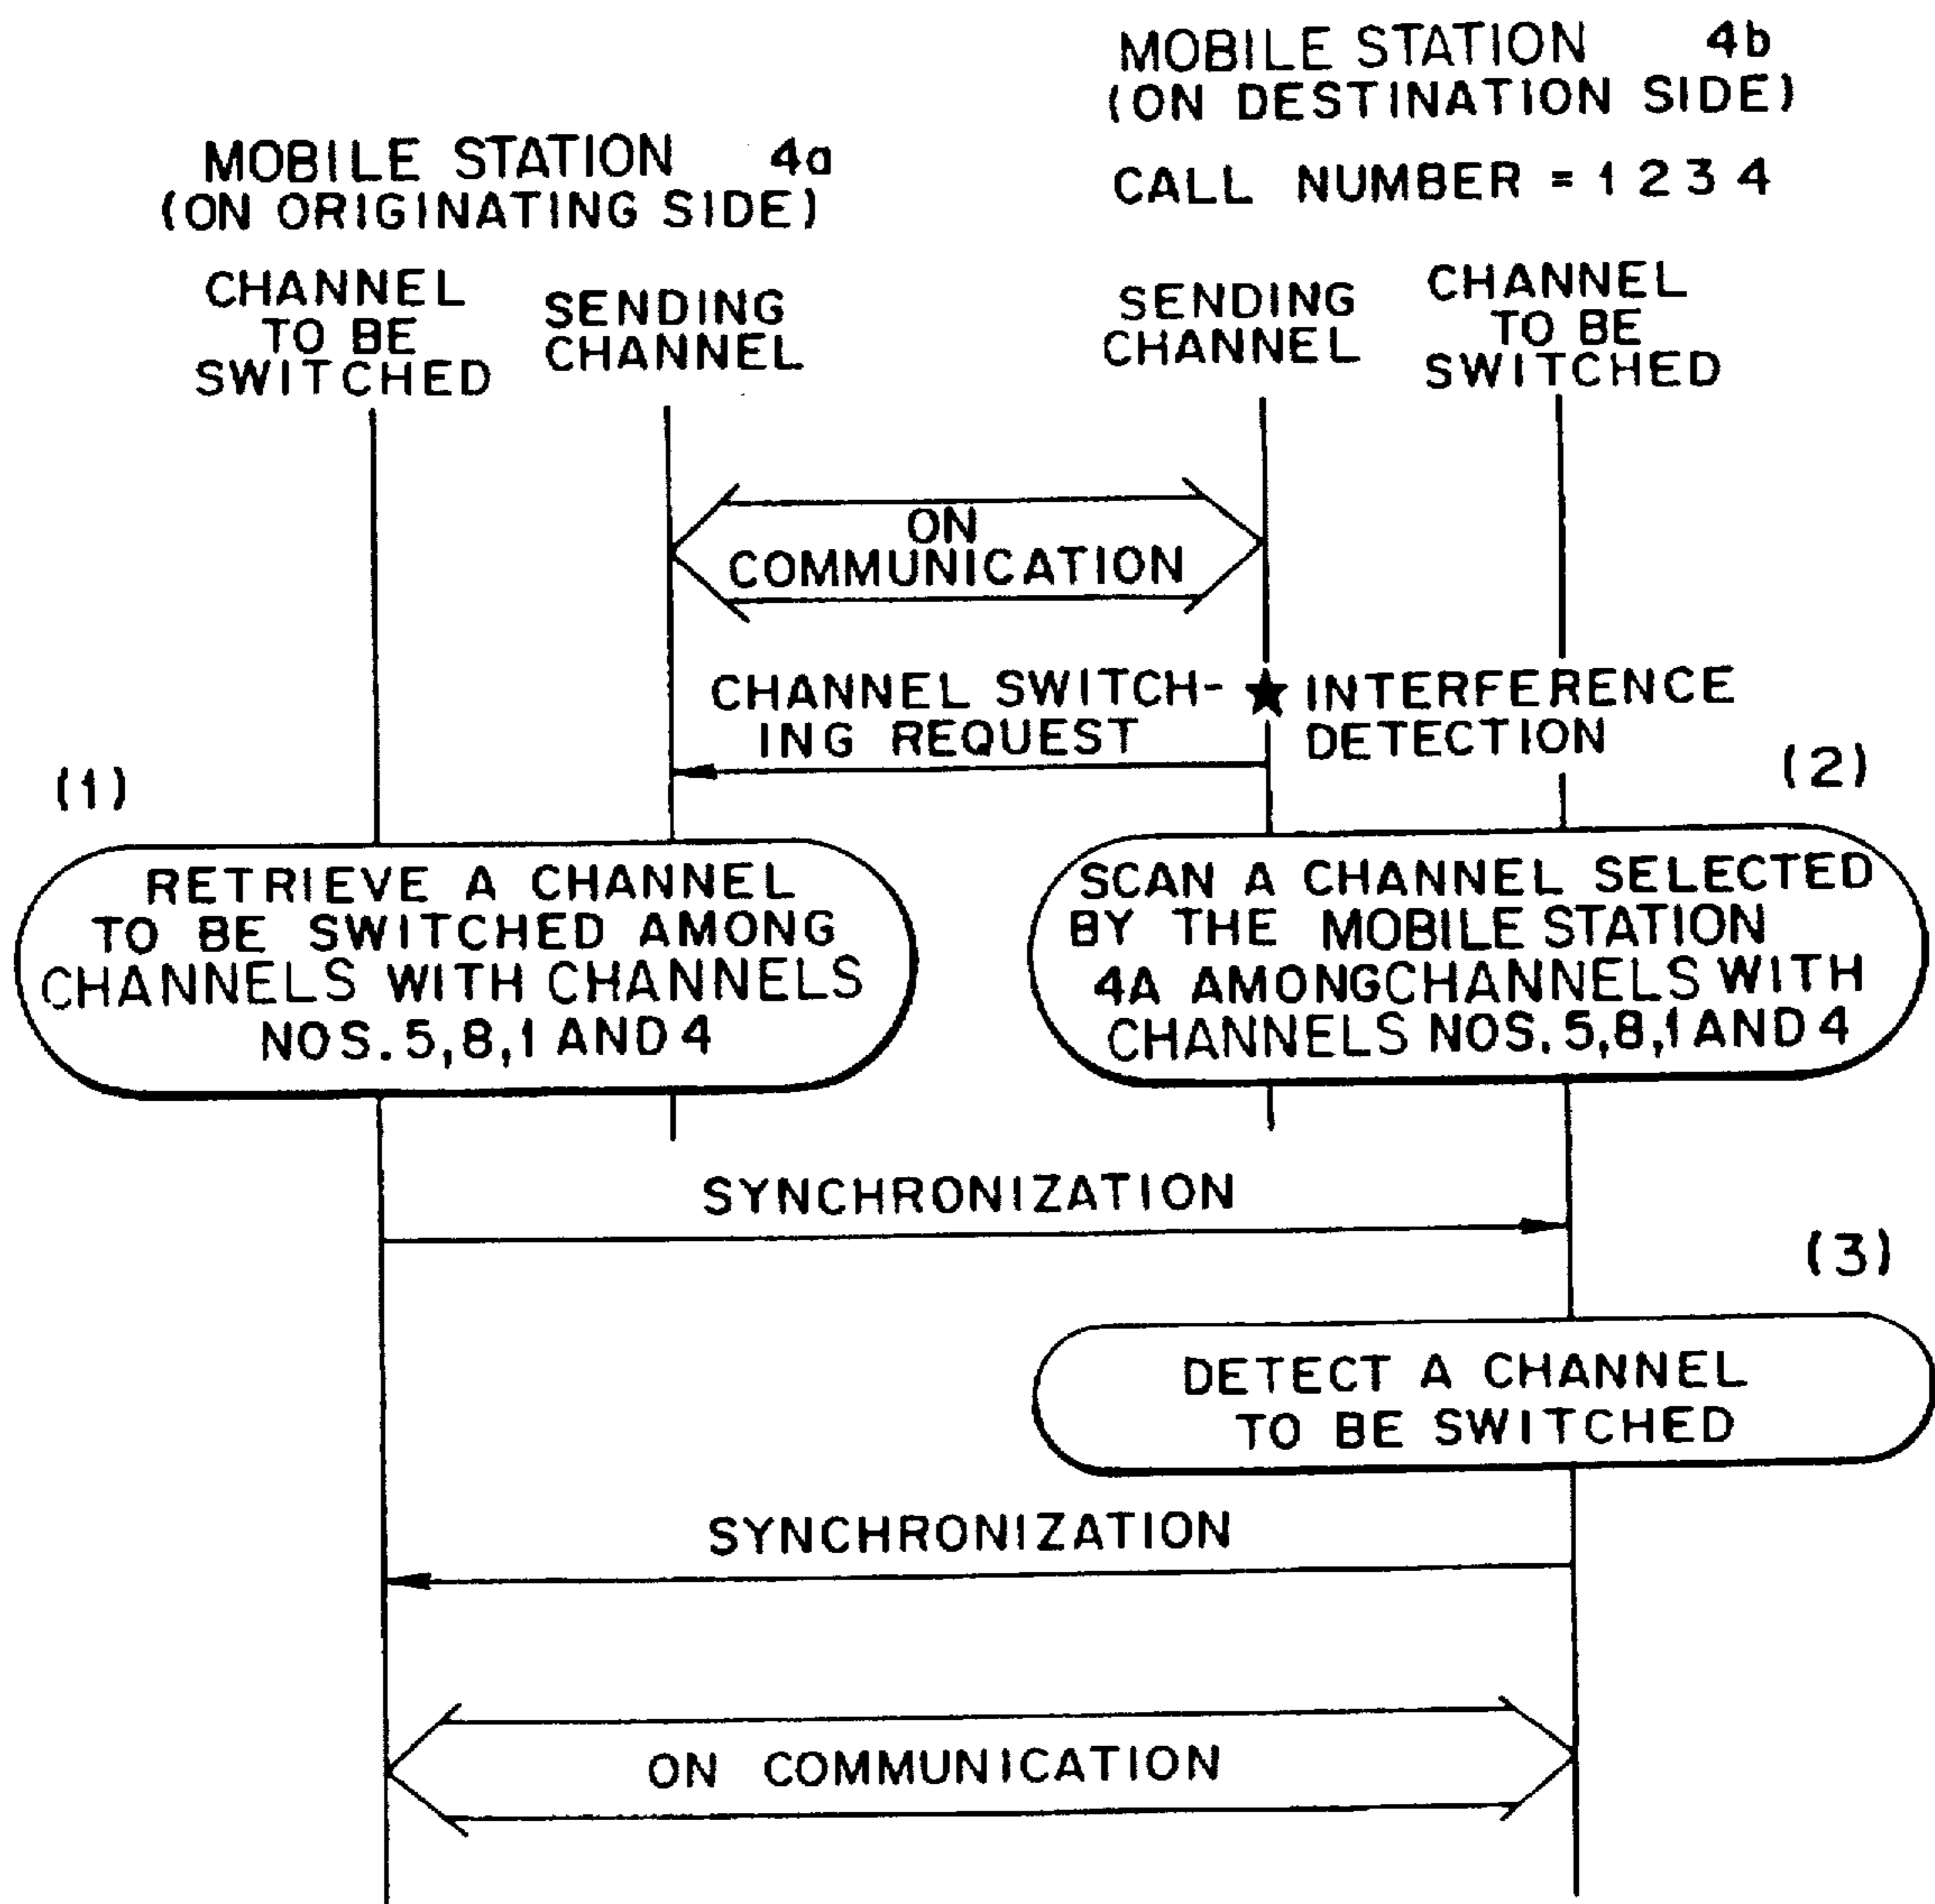 MOBILE STATION 4b
(ON DESTINATION SIDE)
MOBILE STATION 4a
(ON ORIGINATING SIDE)
CALL NUMBER = 1 2 3 4
CHANNEL
TO BE
SWITCHED
SENDING
CHANNEL
SENDING
CHANNEL
CHANNEL
TO BE
SWITCHED
ON
COMMUNICATION
CHANNEL SWITCH-
ING REQUEST
INTERFERENCE
DETECTION
(1)
(2)
RETRIEVE A CHANNEL
TO BE SWITCHED AMONG
CHANNELS WITH CHANNELS
NOS. 5,8,1 AND 4
SCAN A CHANNEL SELECTED
BY THE MOBILE STATION
4A AMONGCHANNELS WITH
CHANNELS NOS. 5,8,1 AND 4
SYNCHRONIZATION
(3)
DETECT A CHANNEL
TO BE SWITCHED
SYNCHRONIZATION
ON COMMUNICATION